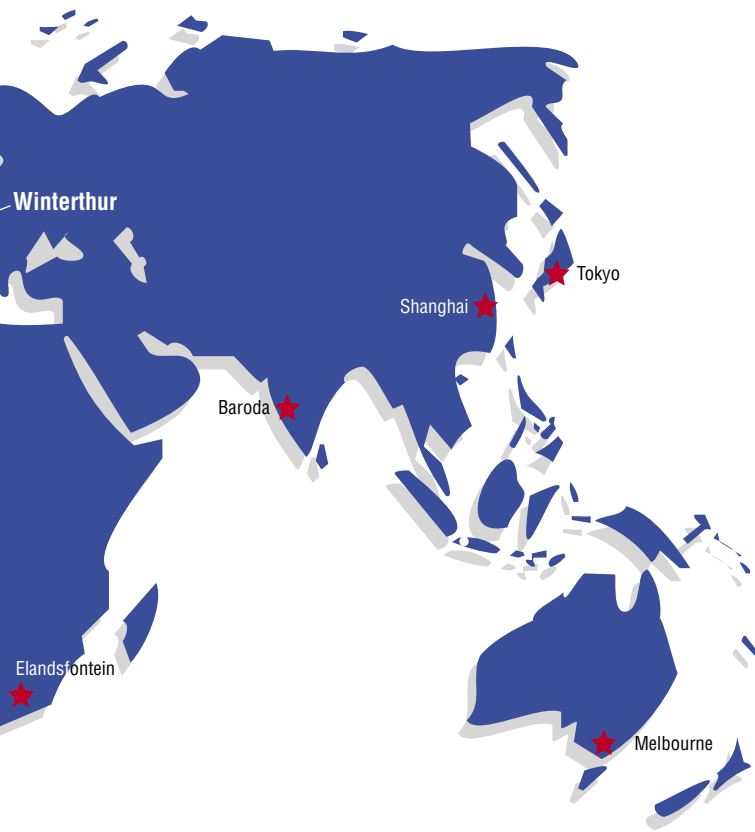 Winterthur
Tokyo
Shanghai
Baroda
Elandsfontein
Melbourne